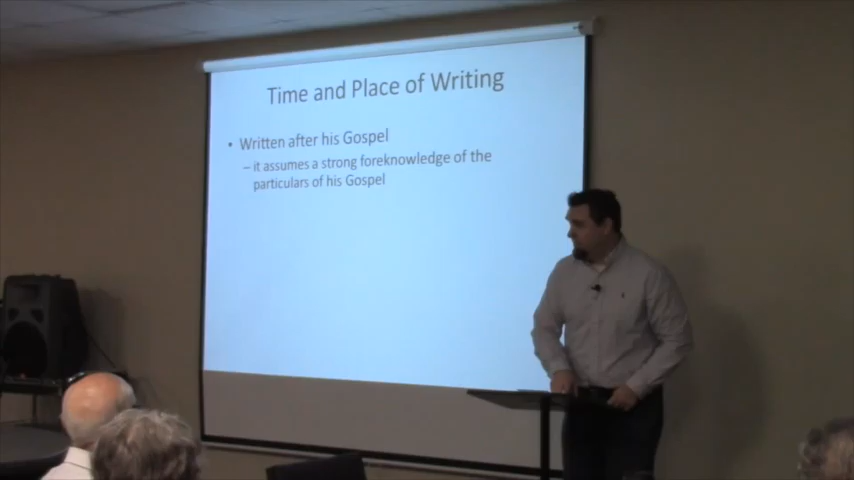 Time and Place of Writing
• Written after his Gospel
– it assumes a strong foreknowledge of the
particulars of his Gospel